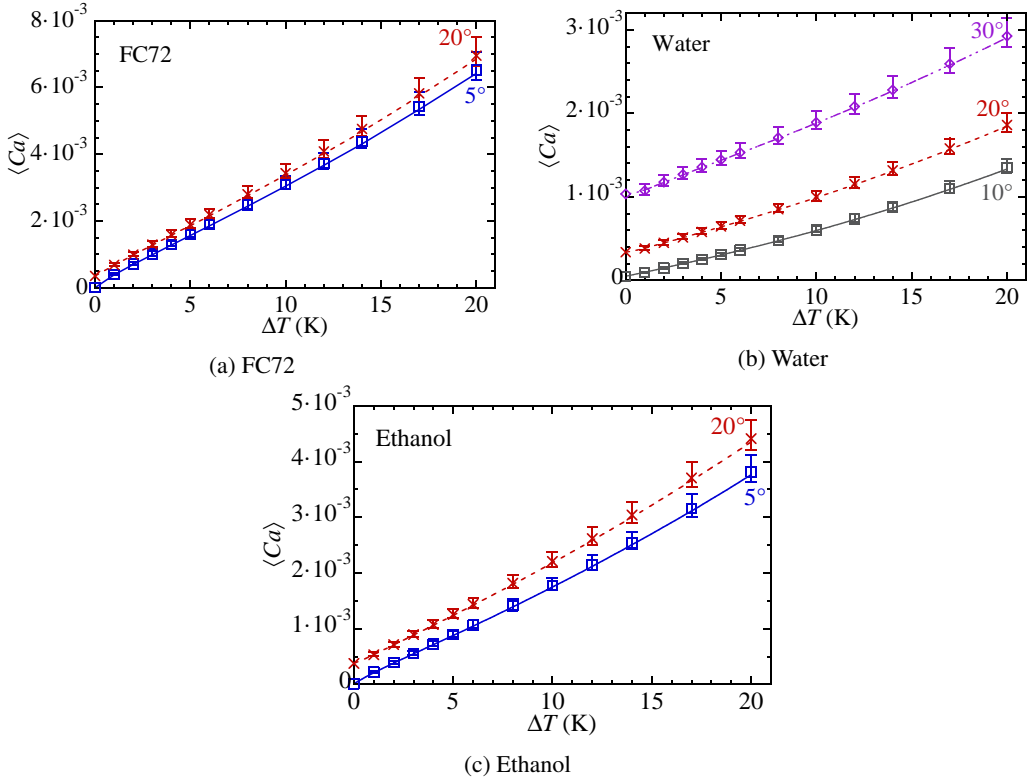 8·10⁻³
6·10⁻³
4·10⁻³
2·10⁻³
0
⟨Ca⟩
FC72
20°
5°
0 5 10 15 20
ΔT (K)
(a) FC72
3·10⁻³
2·10⁻³
1·10⁻³
0
⟨Ca⟩
Water
30°
20°
10°
0 5 10 15 20
ΔT (K)
(b) Water
5·10⁻³
4·10⁻³
3·10⁻³
2·10⁻³
1·10⁻³
0
⟨Ca⟩
Ethanol
20°
5°
0 5 10 15 20
ΔT (K)
(c) Ethanol